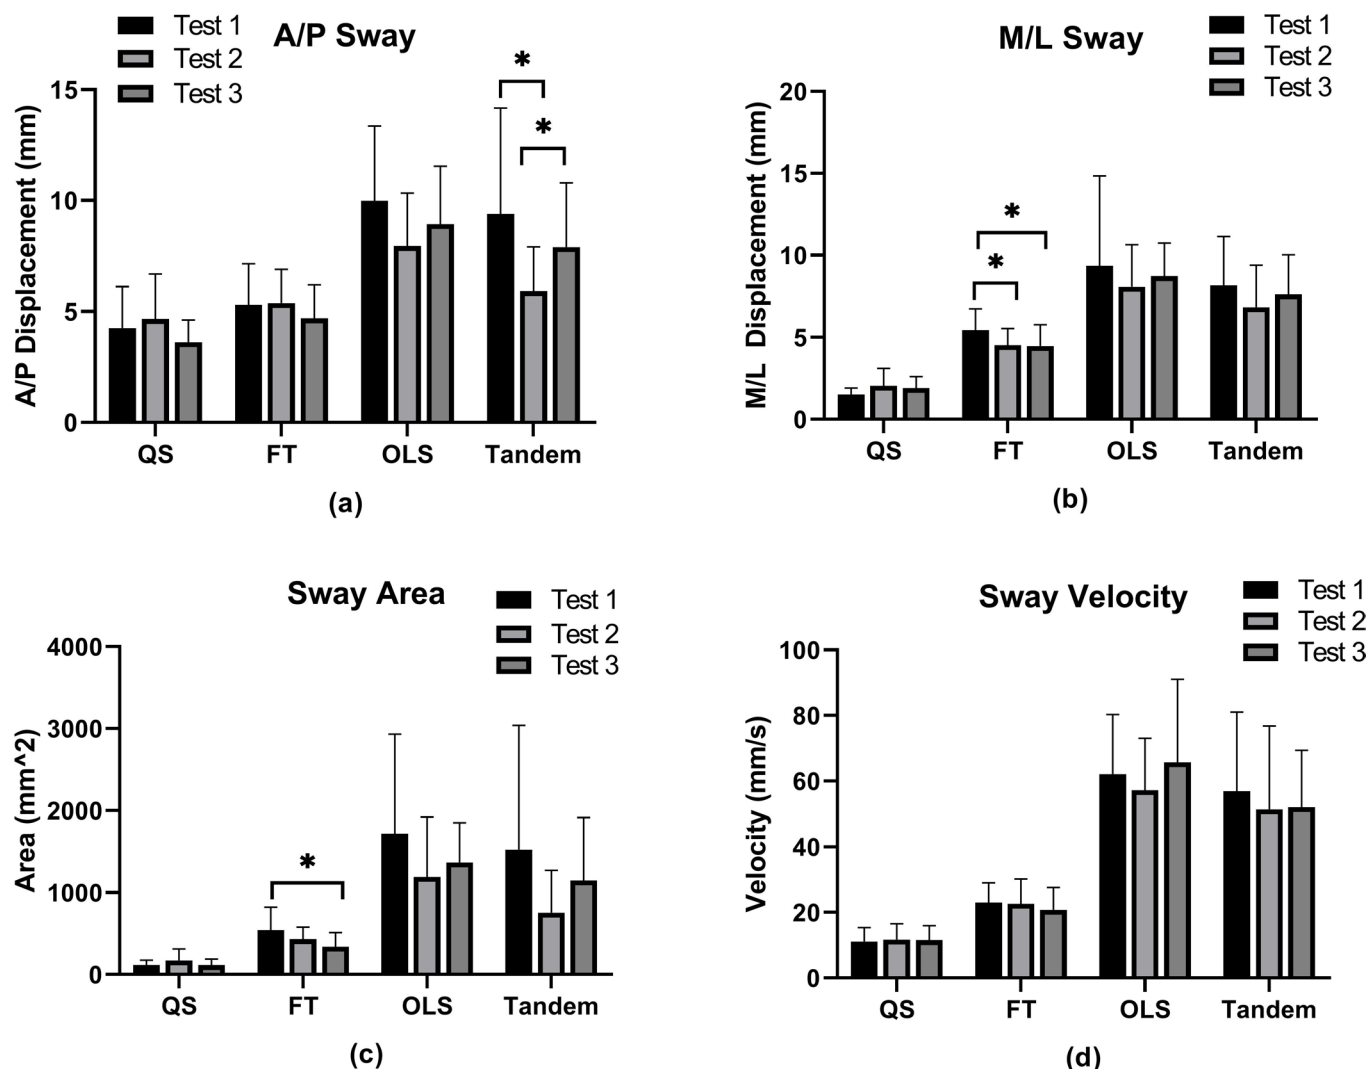 A/P Sway
Test 1
Test 2
Test 3
A/P Displacement (mm)
15
10
5
0
*
*
QS FT OLS Tandem
(a)
M/L Sway
Test 1
Test 2
Test 3
M/L Displacement (mm)
20
15
10
5
0
*
*
QS FT OLS Tandem
(b)
Sway Area
Test 1
Test 2
Test 3
Area (mm^2)
4000
3000
2000
1000
0
*
QS FT OLS Tandem
(c)
Sway Velocity
Test 1
Test 2
Test 3
Velocity (mm/s)
100
80
60
40
20
0
QS FT OLS Tandem
(d)